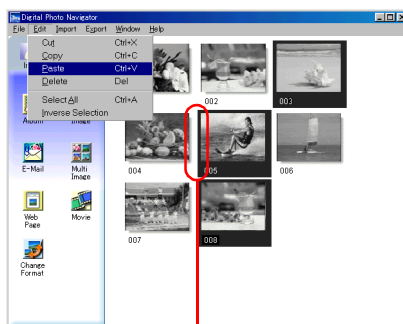 Digital Photo Navigator
File Edit Import Export Window Help
Cut Ctrl+X
Copy Ctrl+C
Paste Ctrl+V
Delete Del
Select All Ctrl+A
Inverse Selection
002
003
Album
Image
004
005
006
E-Mail
Multi
Image
Web
Page
Movie
007
008
Change
Format